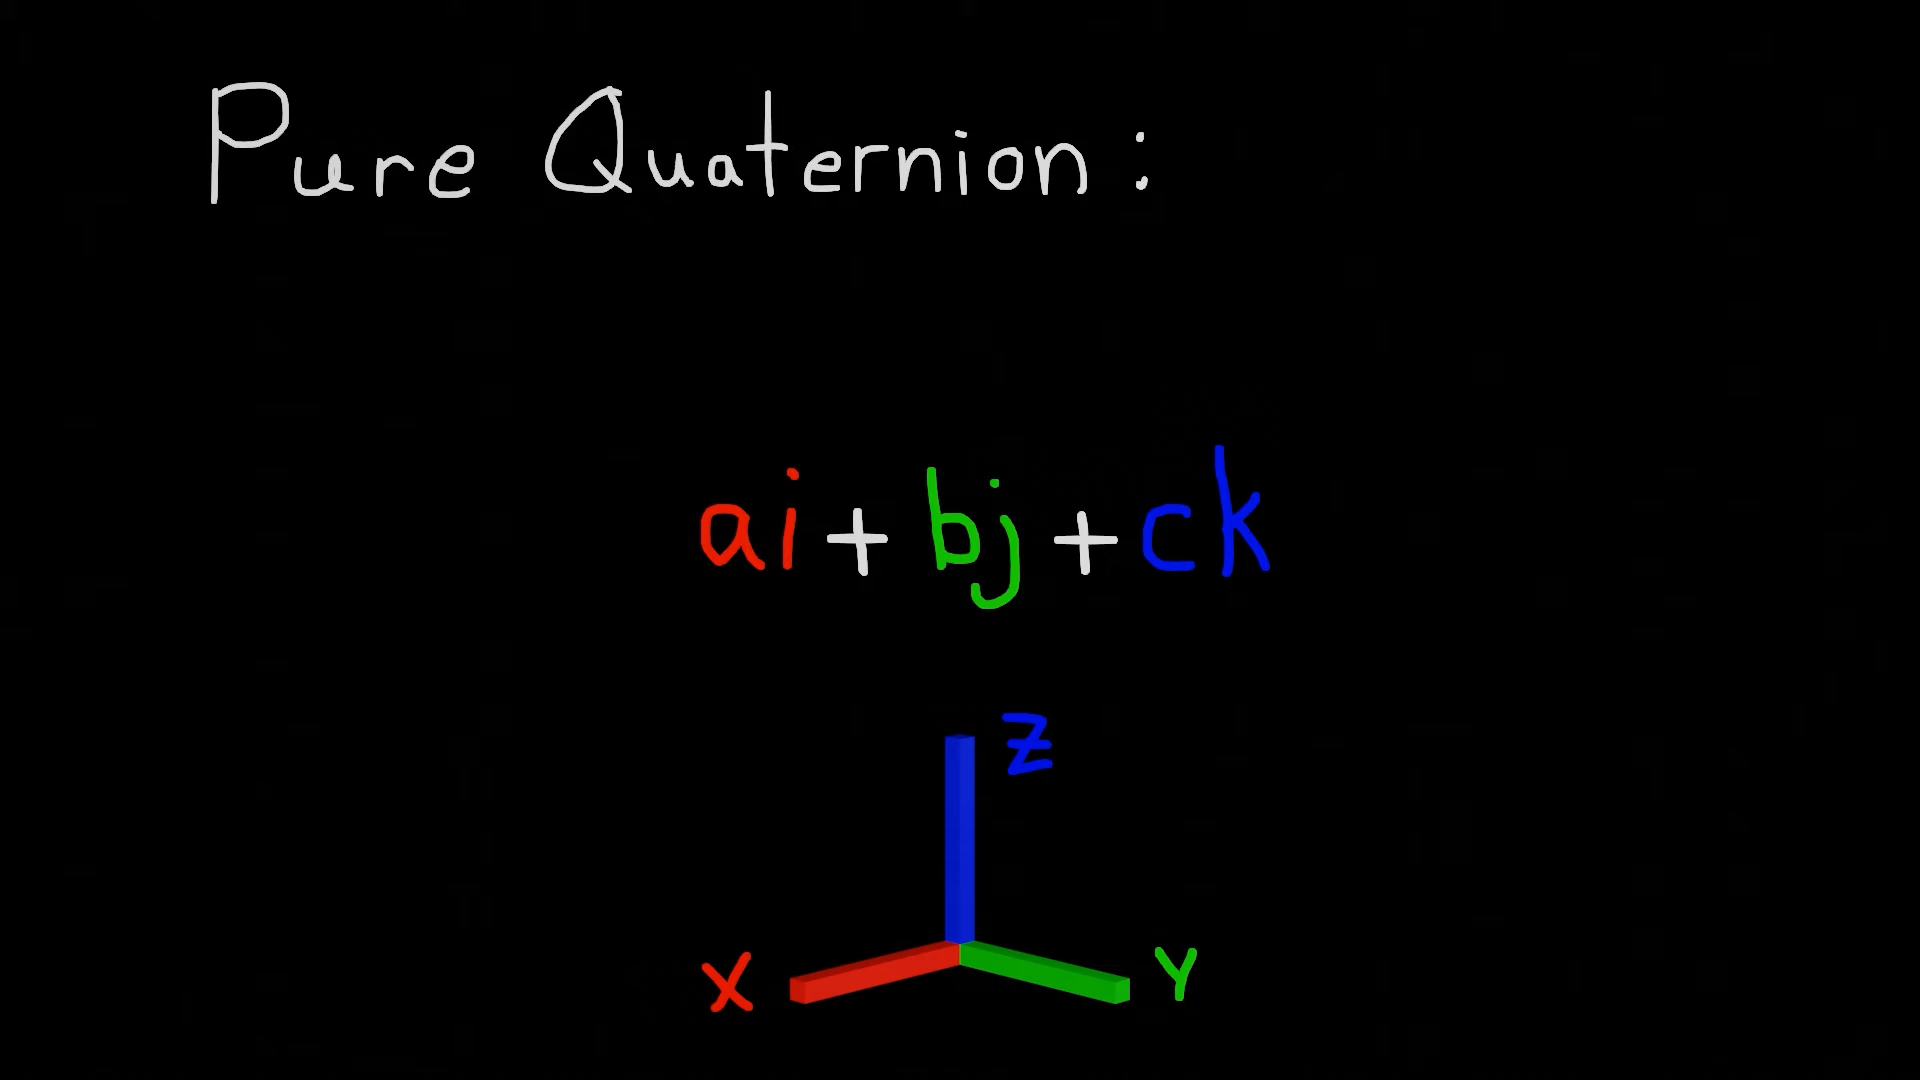 Pure Quaternion:
ai + bj + ck
Z
X
Y